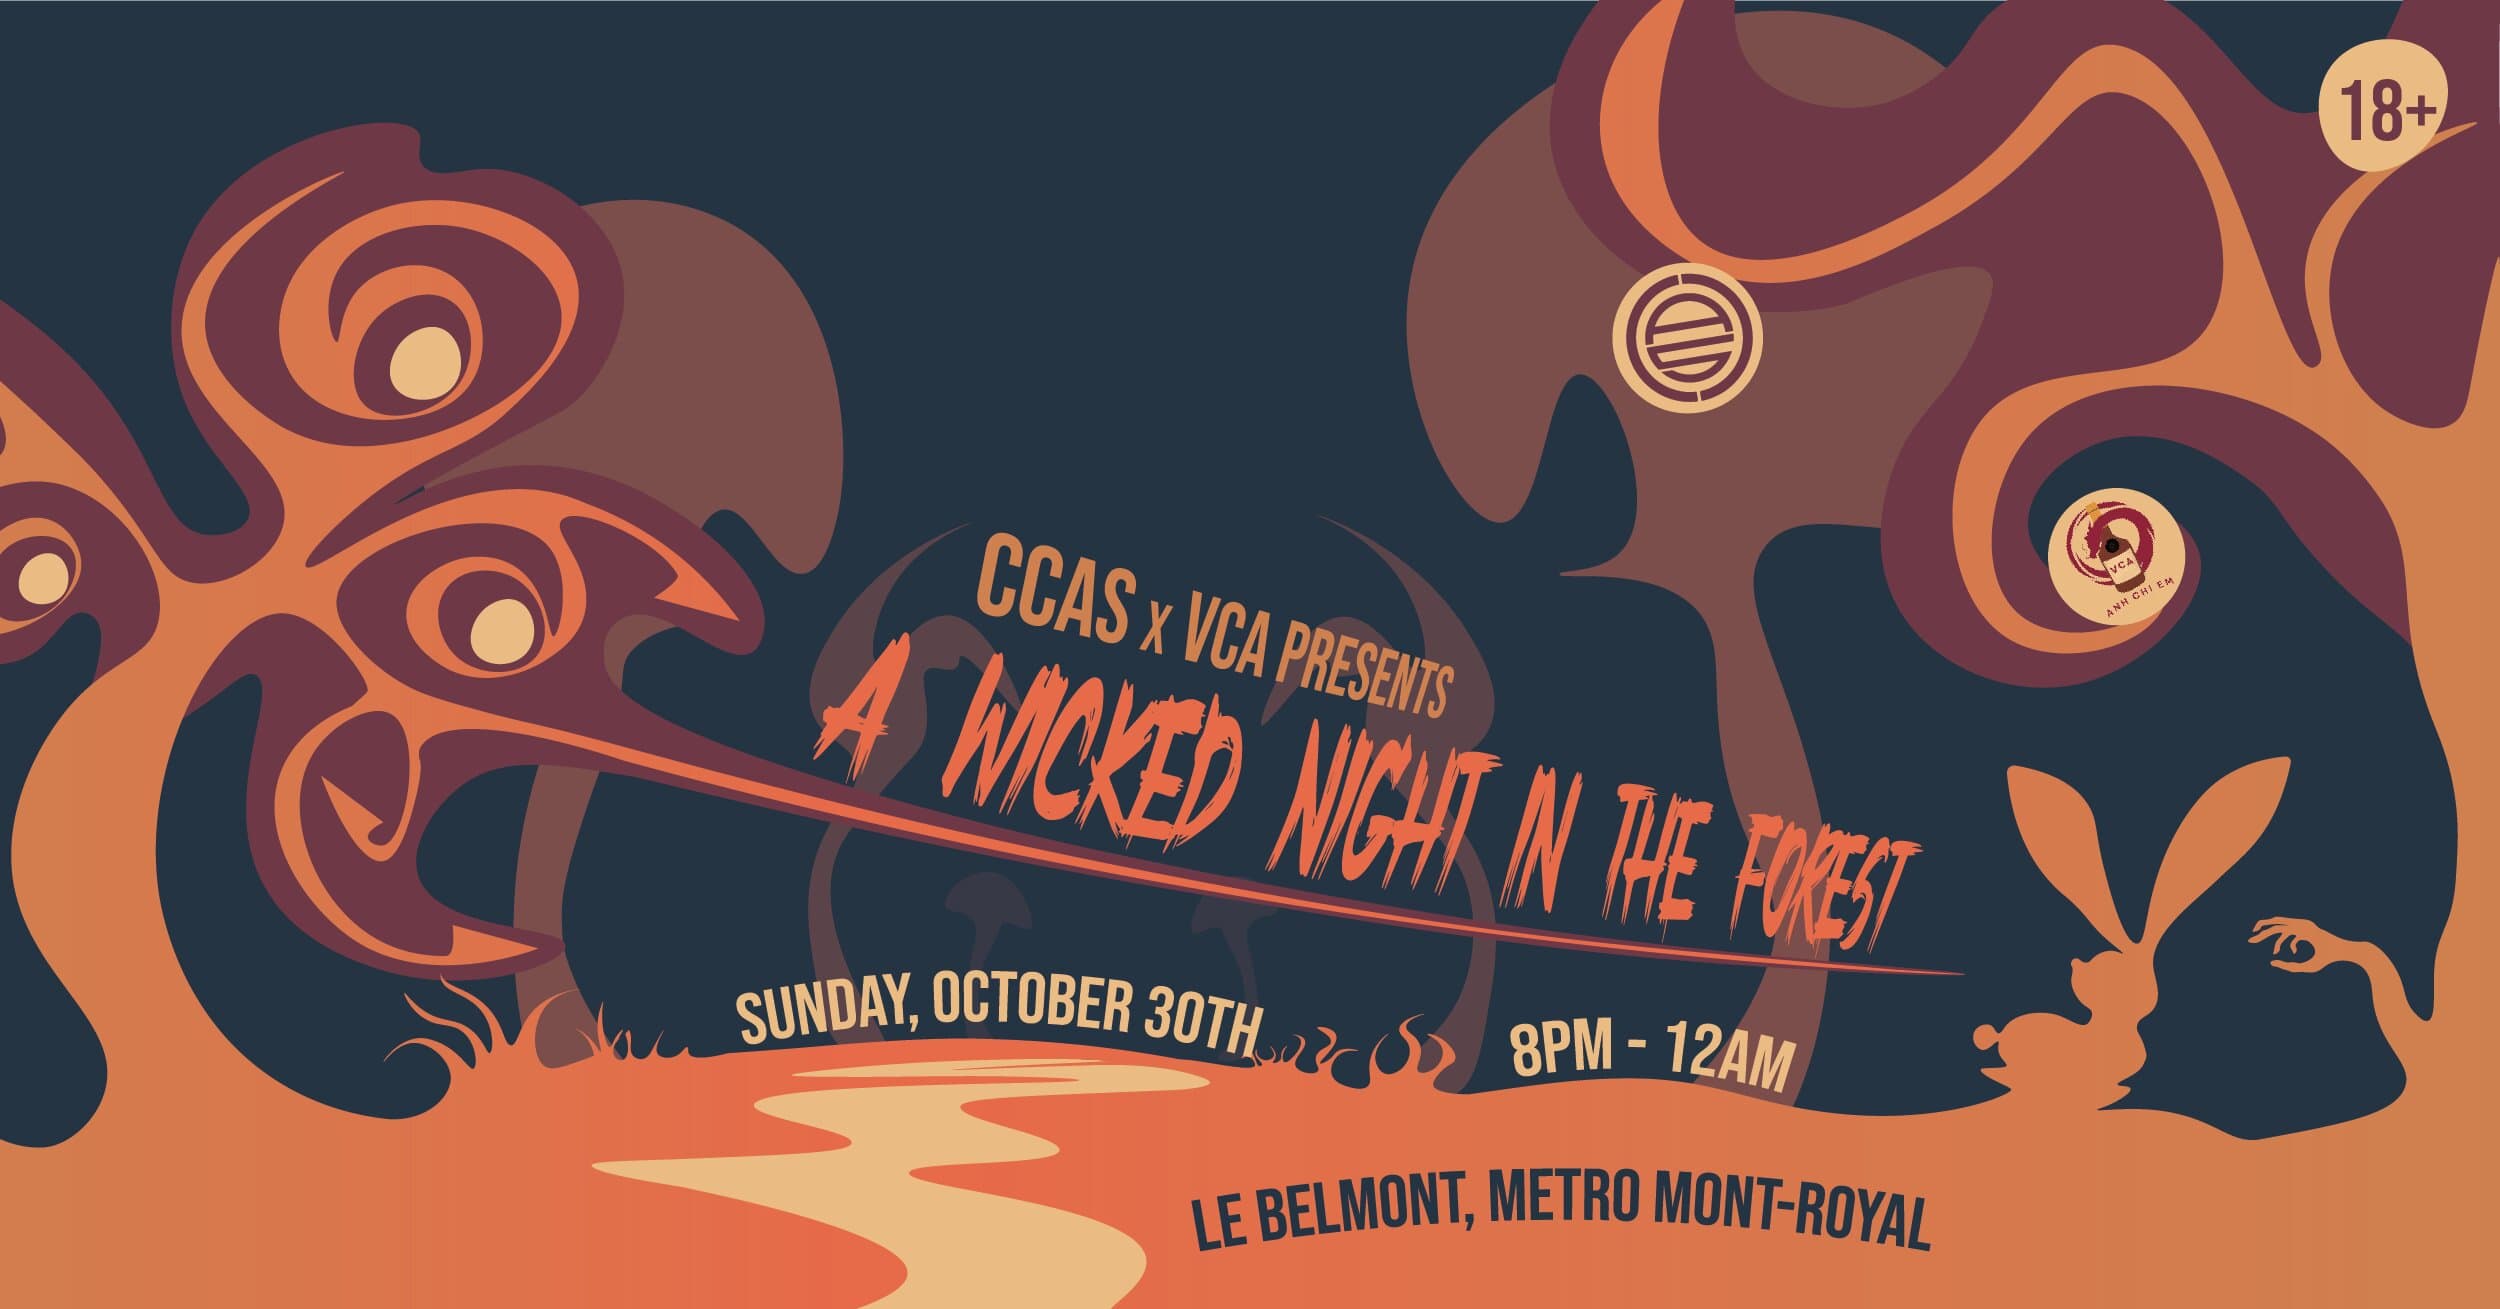 18+
CCCAS x VCA PRESENTS
A WICKED NIGHT IN THE FOREST
VCA
ANH CHI EM
SUNDAY, OCTOBER 30TH
8PM - 12AM
LE BELMONT, METRO MONT-ROYAL